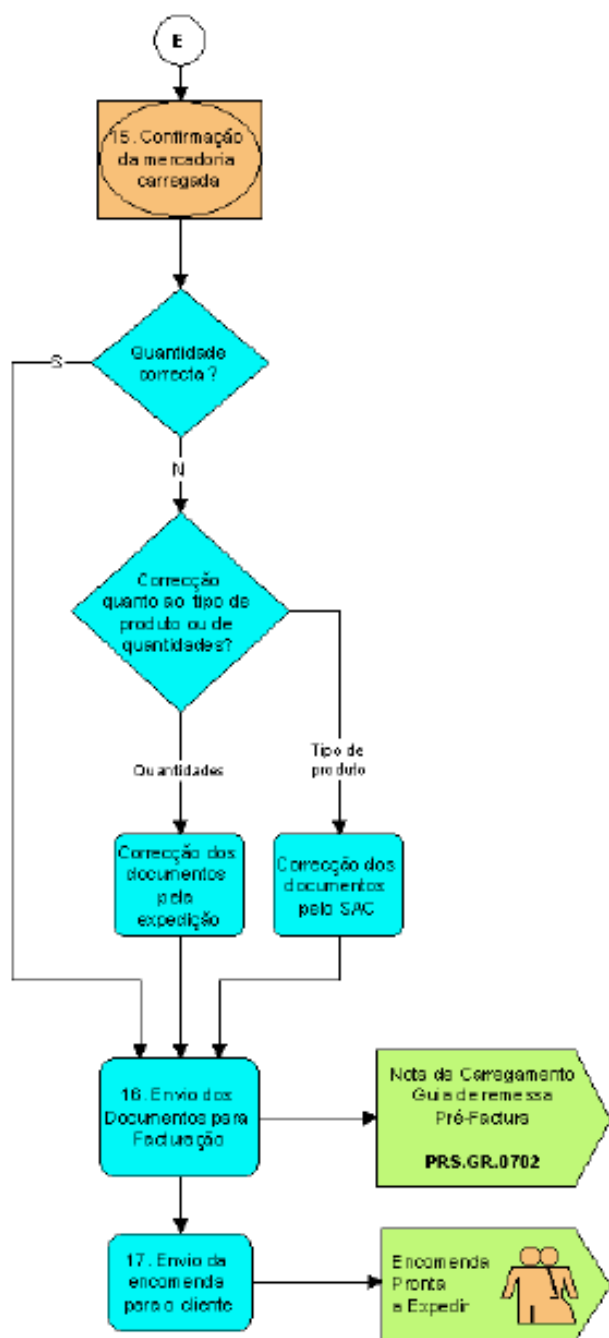 E
15. Confirmação
da mercadoria
carregada
Quantidade
correcta ?
S
N
Correcção
quanto ao tipo de
produto ou de
quantidades?
Quantidades
Tipo de
produto
Correcção dos
documentos
pela
expedição
Correcção dos
documentos
pelo SAC
16. Envio dos
Documentos para
Facturação
Nota de Carregamento
Guia de remessa
Pré-Factura
PRS.GR.0702
17. Envio da
encomenda
para o cliente
Encomenda
Pronta
a Expedir